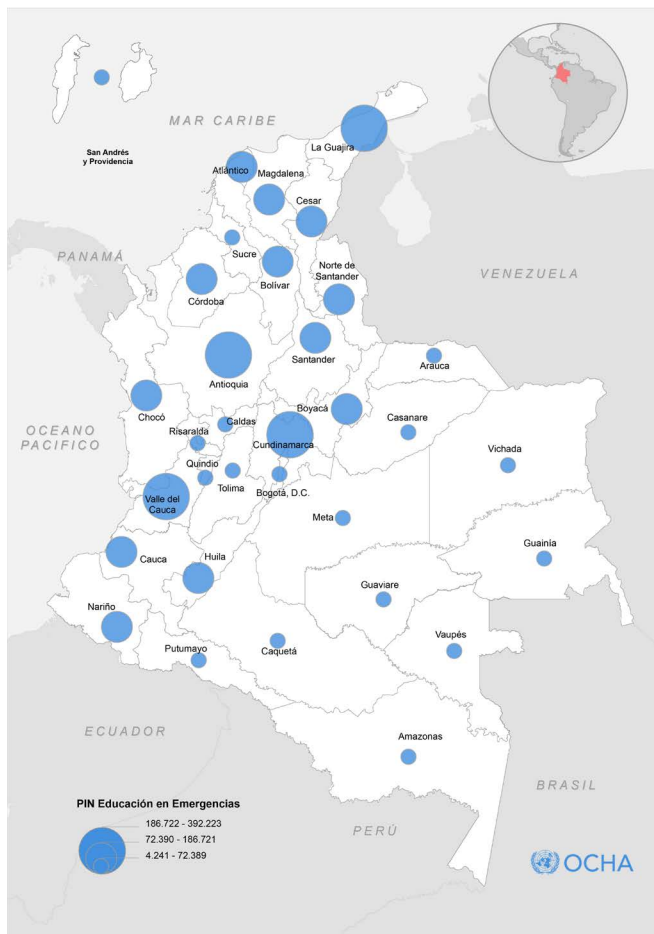 MAR CARIBE
San Andrés
y Providencia
La Guajira
Atlántico
Magdalena
Cesar
PANAMÁ
Sucre
Bolívar
Norte de
Santander
VENEZUELA
Córdoba
Santander
Antioquia
Arauca
Chocó
Boyacá
Casanare
OCEANO
PACIFICO
Caldas
Risaralda
Cundinamarca
Vichada
Quindio
Tolima
Bogotá, D.C.
Valle del
Cauca
Meta
Cauca
Huila
Guainía
Guaviare
Nariño
Vaupés
Putumayo
Caquetá
ECUADOR
Amazonas
BRASIL
PERÚ
PIN Educación en Emergencias
186.722 - 392.223
72.390 - 186.721
4.241 - 72.389
OCHA